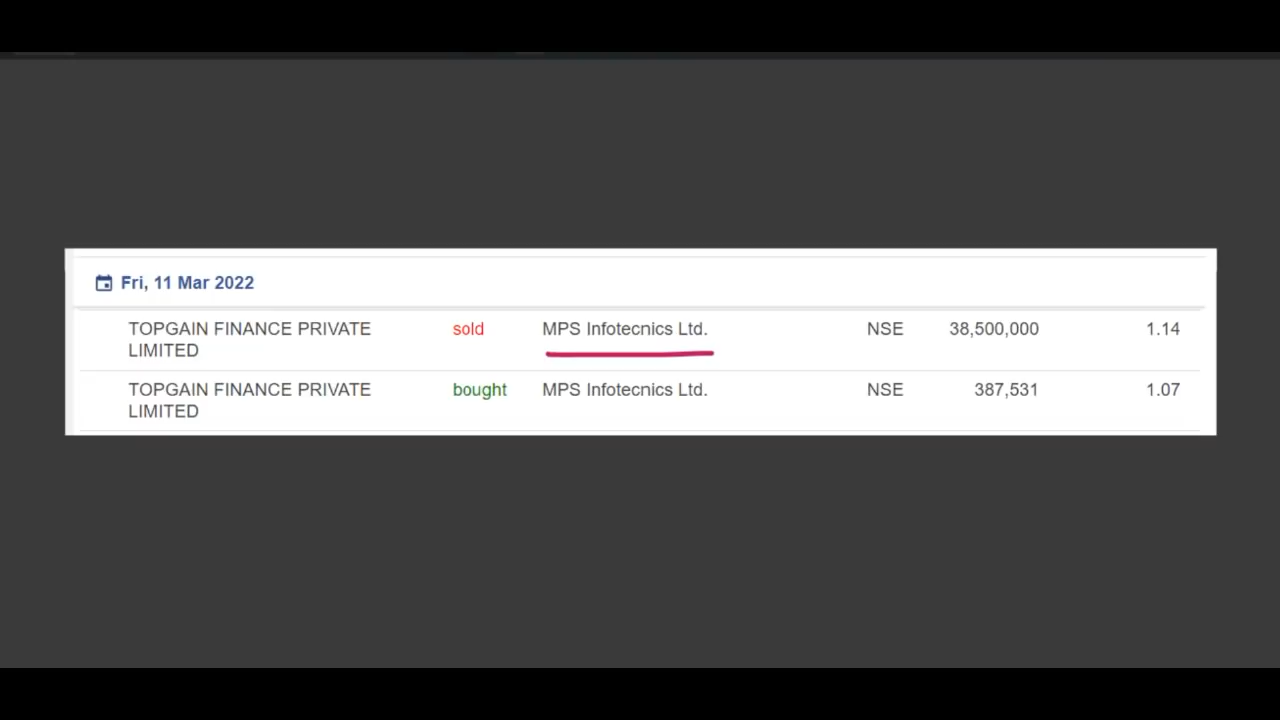 Fri, 11 Mar 2022
TOPGAIN FINANCE PRIVATE LIMITED sold MPS Infotecnics Ltd. NSE 38,500,000 1.14
TOPGAIN FINANCE PRIVATE LIMITED bought MPS Infotecnics Ltd. NSE 387,531 1.07